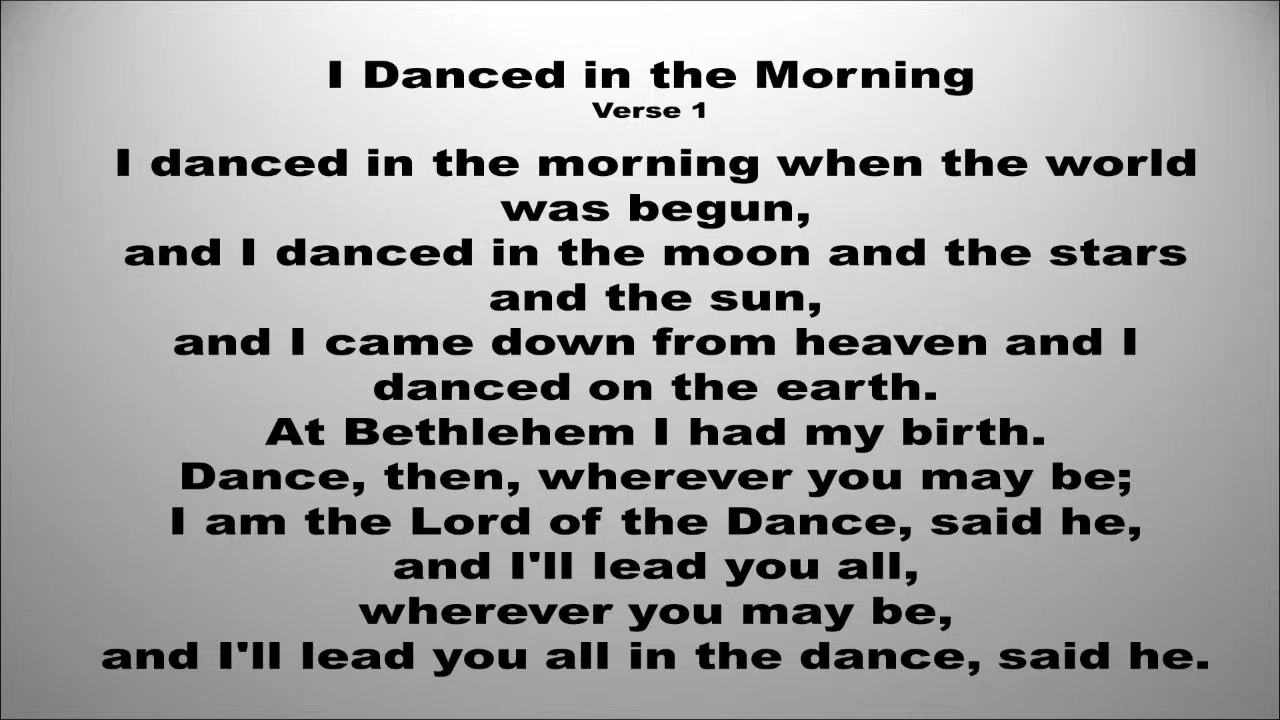 I Danced in the Morning
Verse 1
I danced in the morning when the world
was begun,
and I danced in the moon and the stars
and the sun,
and I came down from heaven and I
danced on the earth.
At Bethlehem I had my birth.
Dance, then, wherever you may be;
I am the Lord of the Dance, said he,
and I'll lead you all,
wherever you may be,
and I'll lead you all in the dance, said he.